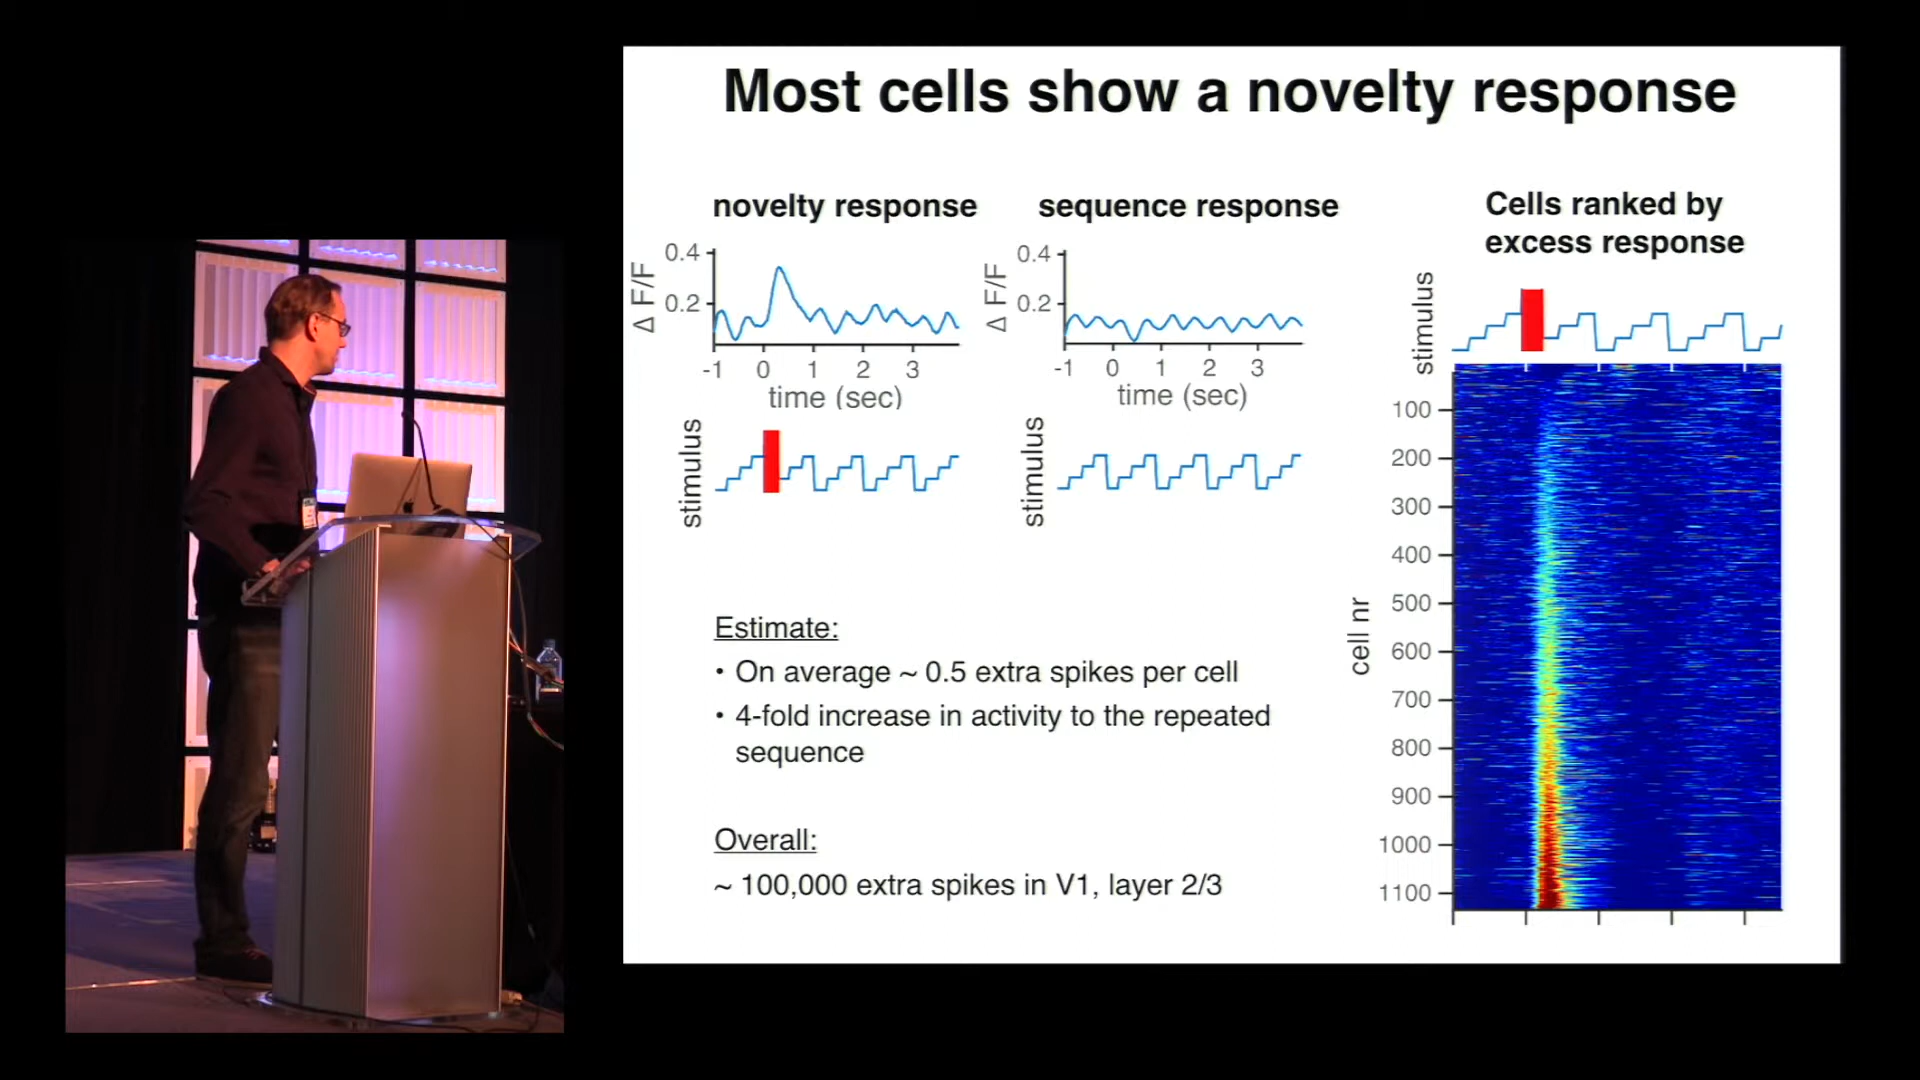 Most cells show a novelty response
novelty response
0.4
0.2
Δ F/F
-1 0 1 2 3
time (sec)
stimulus
sequence response
0.4
0.2
Δ F/F
-1 0 1 2 3
time (sec)
stimulus
Estimate:
• On average ~ 0.5 extra spikes per cell
• 4-fold increase in activity to the repeated
sequence
Overall:
~ 100,000 extra spikes in V1, layer 2/3
Cells ranked by
excess response
stimulus
cell nr
100
200
300
400
500
600
700
800
900
1000
1100